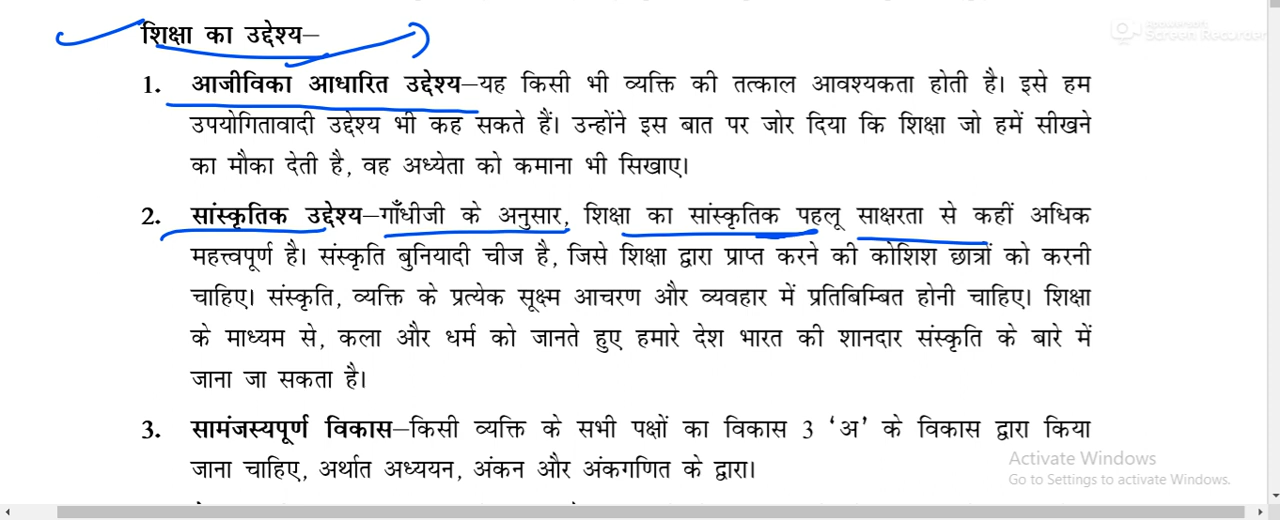 शिक्षा का उद्देश्य–
1. आजीविका आधारित उद्देश्य–यह किसी भी व्यक्ति की तत्काल आवश्यकता होती है। इसे हम
उपयोगितावादी उद्देश्य भी कह सकते हैं। उन्होंने इस बात पर जोर दिया कि शिक्षा जो हमें सीखने
का मौका देती है, वह अध्येता को कमाना भी सिखाए।
2. सांस्कृतिक उद्देश्य–गाँधीजी के अनुसार, शिक्षा का सांस्कृतिक पहलू साक्षरता से कहीं अधिक
महत्त्वपूर्ण है। संस्कृति बुनियादी चीज है, जिसे शिक्षा द्वारा प्राप्त करने की कोशिश छात्रों को करनी
चाहिए। संस्कृति, व्यक्ति के प्रत्येक सूक्ष्म आचरण और व्यवहार में प्रतिबिम्बित होनी चाहिए। शिक्षा
के माध्यम से, कला और धर्म को जानते हुए हमारे देश भारत की शानदार संस्कृति के बारे में
जाना जा सकता है।
3. सामंजस्यपूर्ण विकास–किसी व्यक्ति के सभी पक्षों का विकास 3 ‘अ’ के विकास द्वारा किया
जाना चाहिए, अर्थात अध्ययन, अंकन और अंकगणित के द्वारा।
Screen Recorder
Activate Windows
Go to Settings to activate Windows.